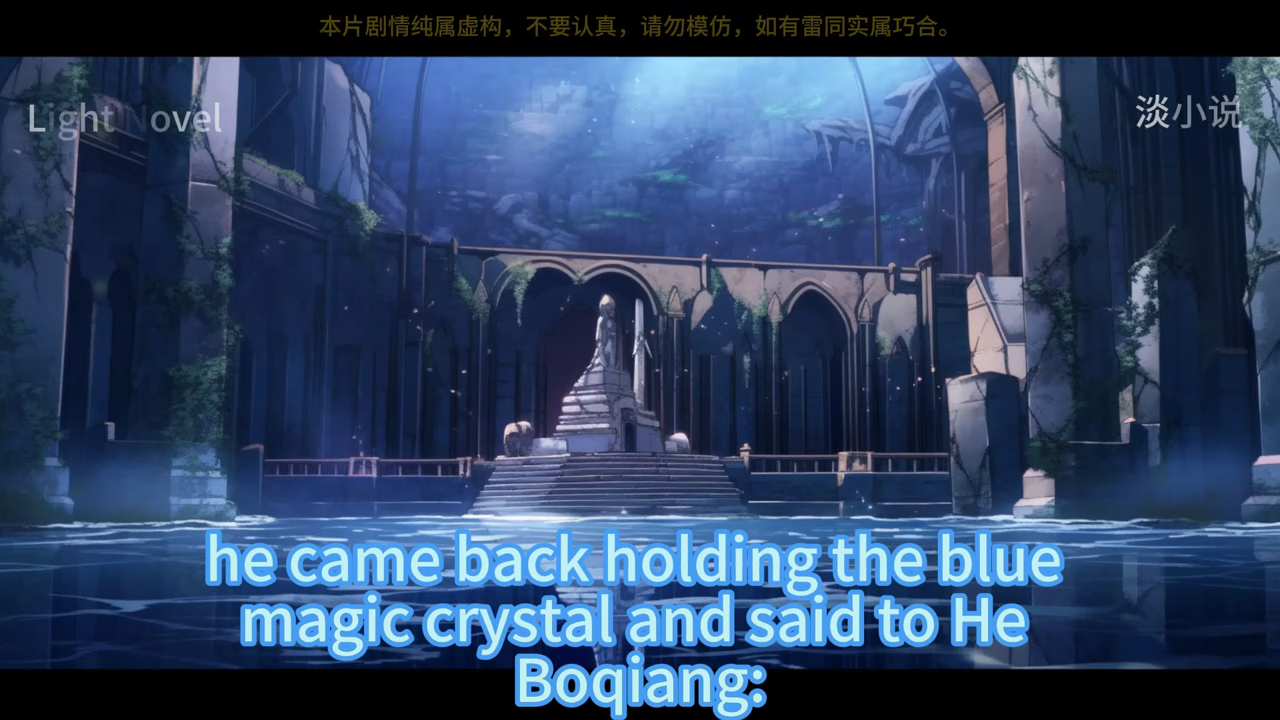 本片剧情纯属虚构，不要认真，请勿模仿，如有雷同实属巧合。
Light Novel
淡小说
he came back holding the blue
magic crystal and said to He
Boqiang: